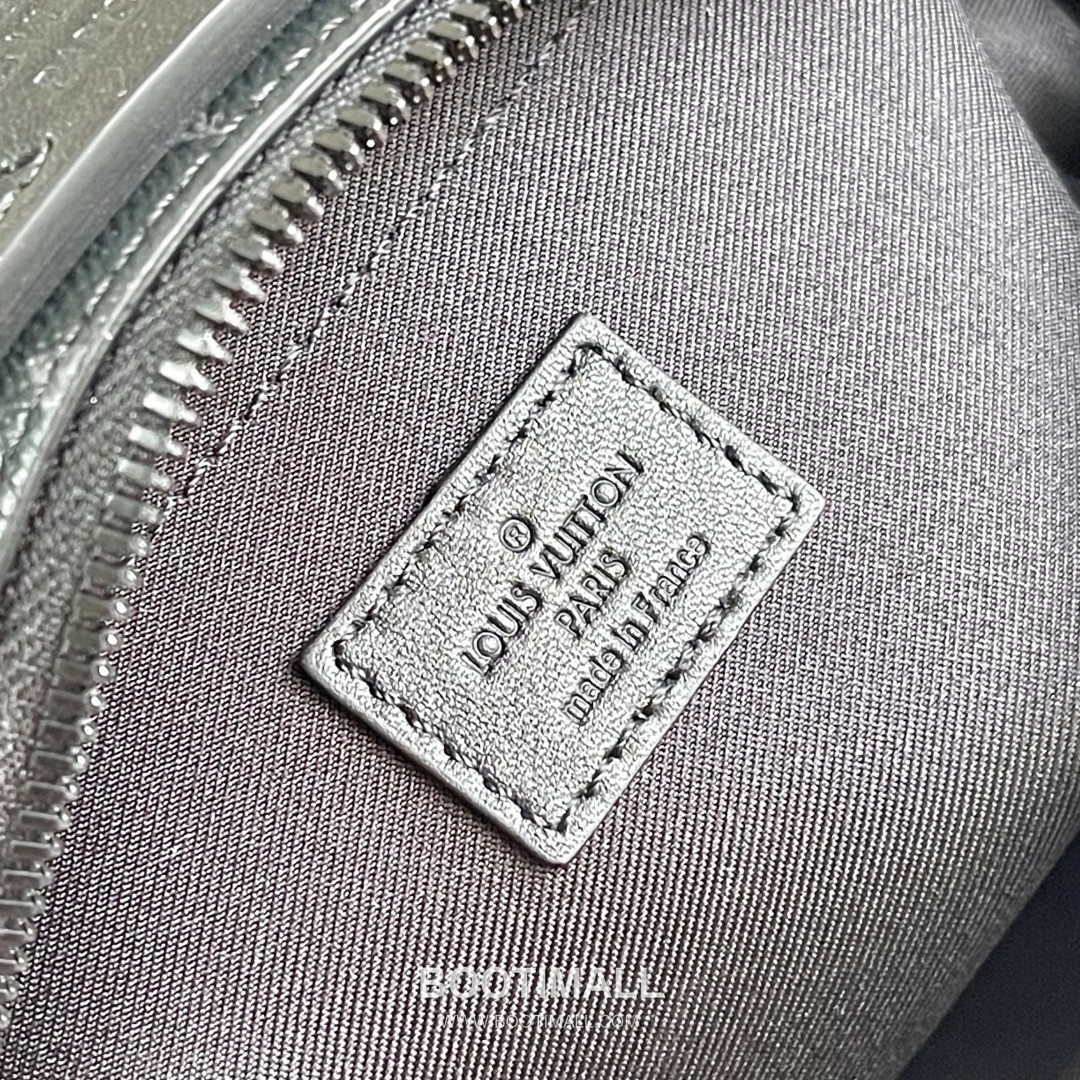 ®
LOUIS VUITTON
PARIS
made in France
BOOTIMALL
WWW.BOOTIMALL.COM